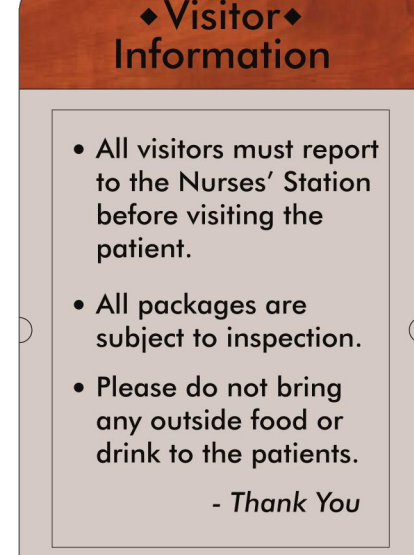 ◆Visitor◆
Information
• All visitors must report
to the Nurses’ Station
before visiting the
patient.
• All packages are
subject to inspection.
• Please do not bring
any outside food or
drink to the patients.
- Thank You